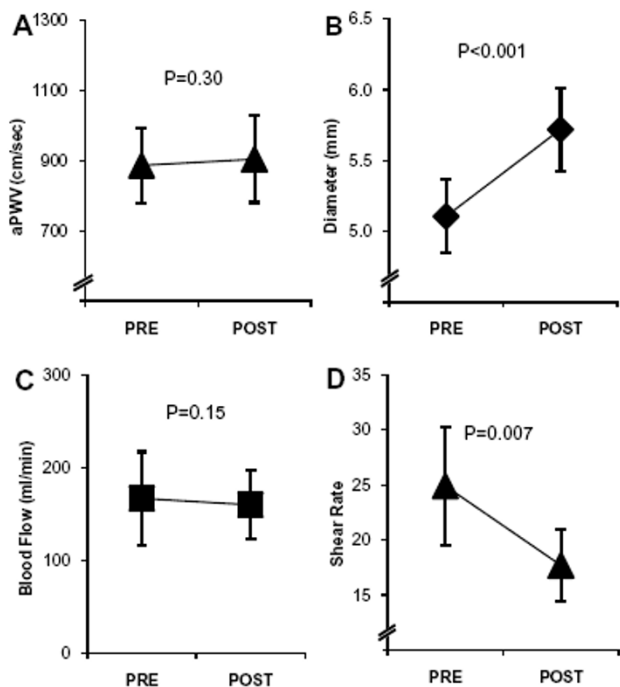 A
1300
1100
900
700
aPWV (cm/sec)
P=0.30
PRE POST
B
6.5
6.0
5.5
5.0
Diameter (mm)
P<0.001
PRE POST
C
300
200
100
0
Blood Flow (ml/min)
P=0.15
PRE POST
D
35
30
25
20
15
Shear Rate
P=0.007
PRE POST